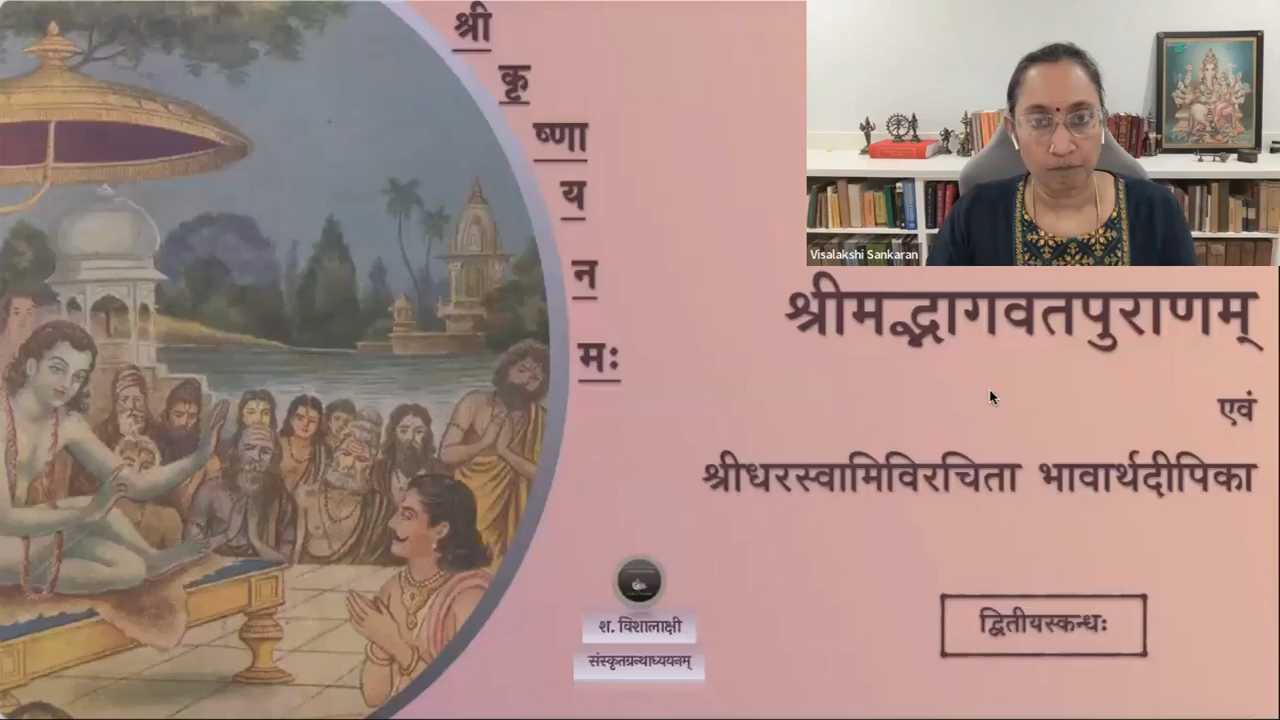 श्री
कृ
ष्णा
य
न
मः
Visalakshi Sankaran
श्रीमद्भागवतपुराणम्
एवं
श्रीधरस्वामिविरचिता भावार्थदीपिका
द्वितीयस्कन्धः
श. विशालाक्षी
संस्कृतग्रन्थाध्ययनम्